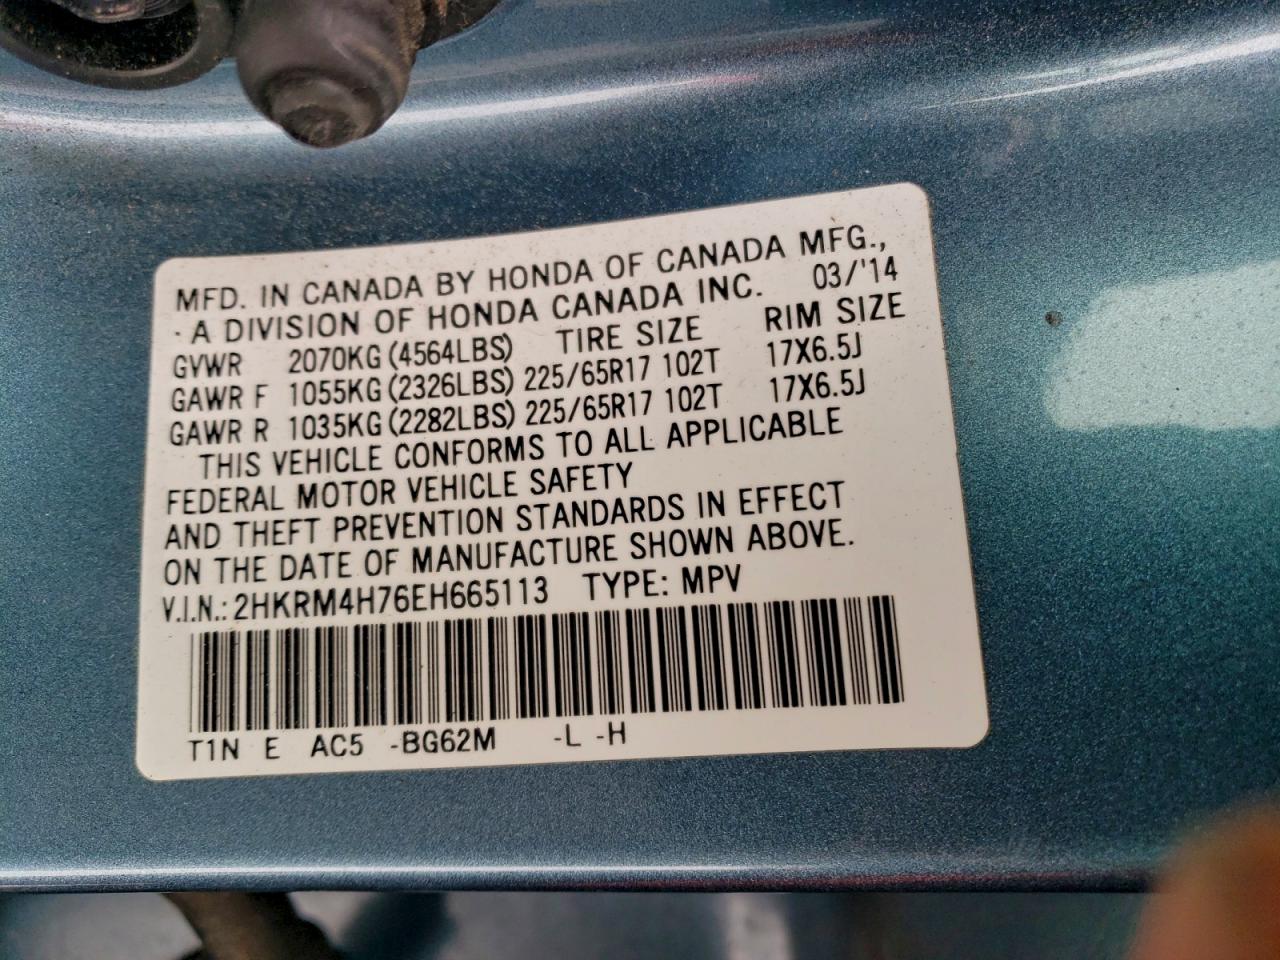 MFD. IN CANADA BY HONDA OF CANADA MFG.,
· A DIVISION OF HONDA CANADA INC. 03/'14
GVWR 2070KG (4564LBS) TIRE SIZE RIM SIZE
GAWR F 1055KG (2326LBS) 225/65R17 102T 17X6.5J
GAWR R 1035KG (2282LBS) 225/65R17 102T 17X6.5J
THIS VEHICLE CONFORMS TO ALL APPLICABLE
FEDERAL MOTOR VEHICLE SAFETY
AND THEFT PREVENTION STANDARDS IN EFFECT
ON THE DATE OF MANUFACTURE SHOWN ABOVE.
V.I.N.: 2HKRM4H76EH665113 TYPE: MPV
T1N E AC5 -BG62M -L -H